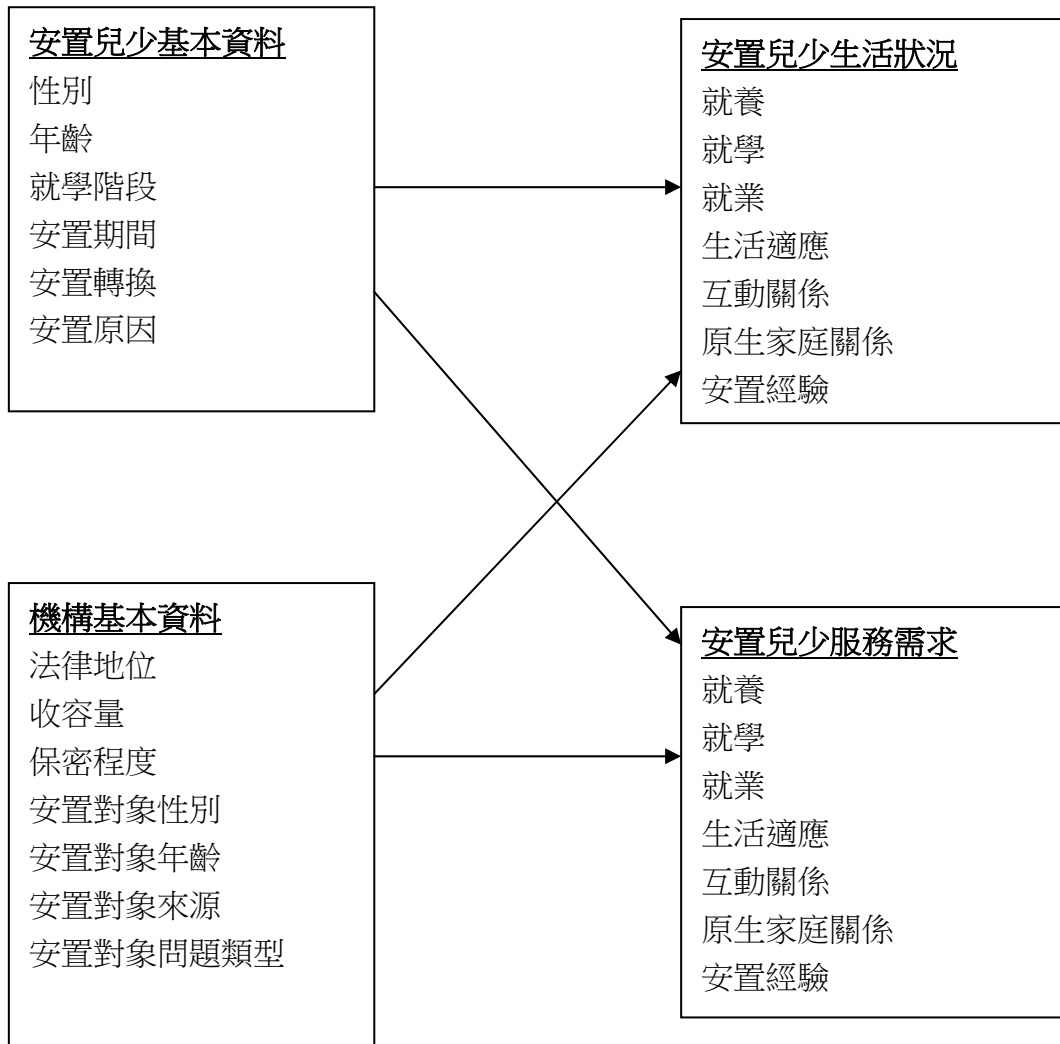 安置兒少基本資料
性別
年齡
就學階段
安置期間
安置轉換
安置原因
安置兒少生活狀況
就養
就學
就業
生活適應
互動關係
原生家庭關係
安置經驗
機構基本資料
法律地位
收容量
保密程度
安置對象性別
安置對象年齡
安置對象來源
安置對象問題類型
安置兒少服務需求
就養
就學
就業
生活適應
互動關係
原生家庭關係
安置經驗